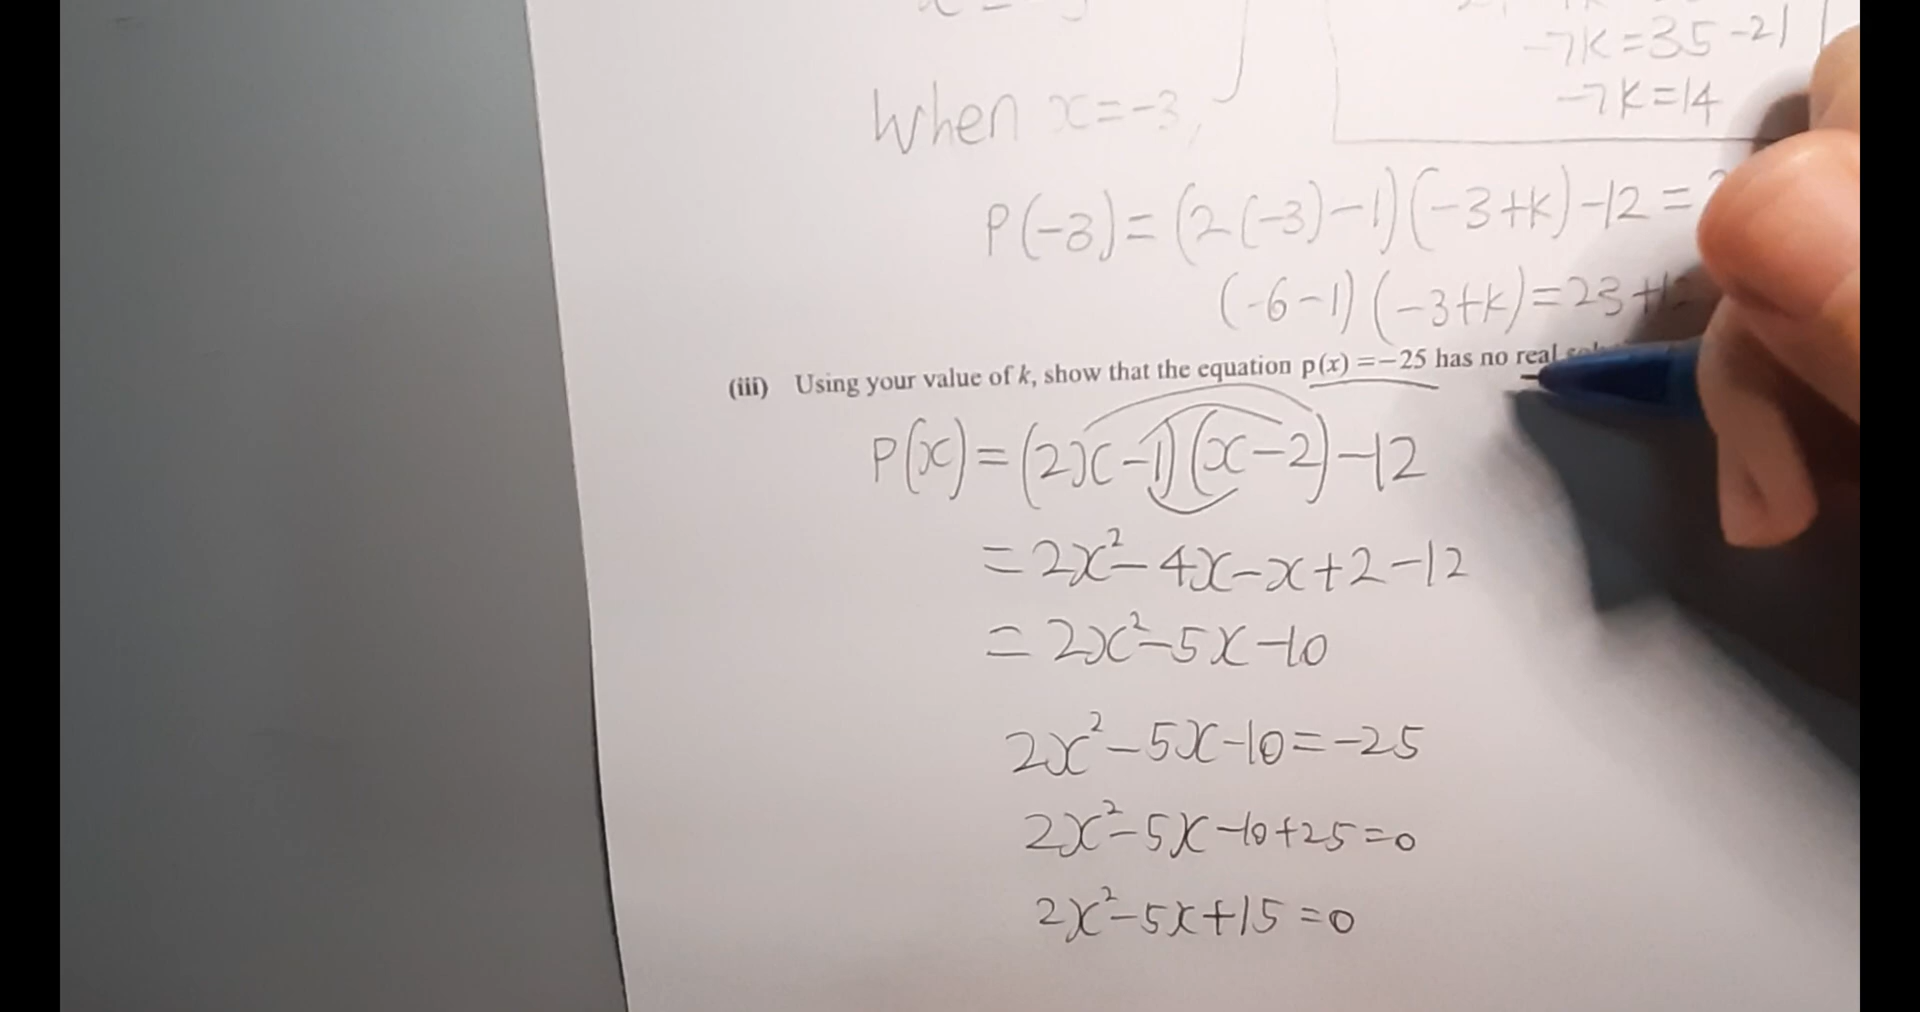 -7k=35-21
-7k=14
When x=-3,
P(-3)=(2(-3)-1)(-3+k)-12=
(-6-1)(-3+k)=23+
(iii) Using your value of k, show that the equation p(x) =-25 has no real
P(x)=(2x-1)(x-2)-12
=2x²-4x-x+2-12
=2x²-5x-10
2x²-5x-10=-25
2x²-5x-10+25=0
2x²-5x+15=0